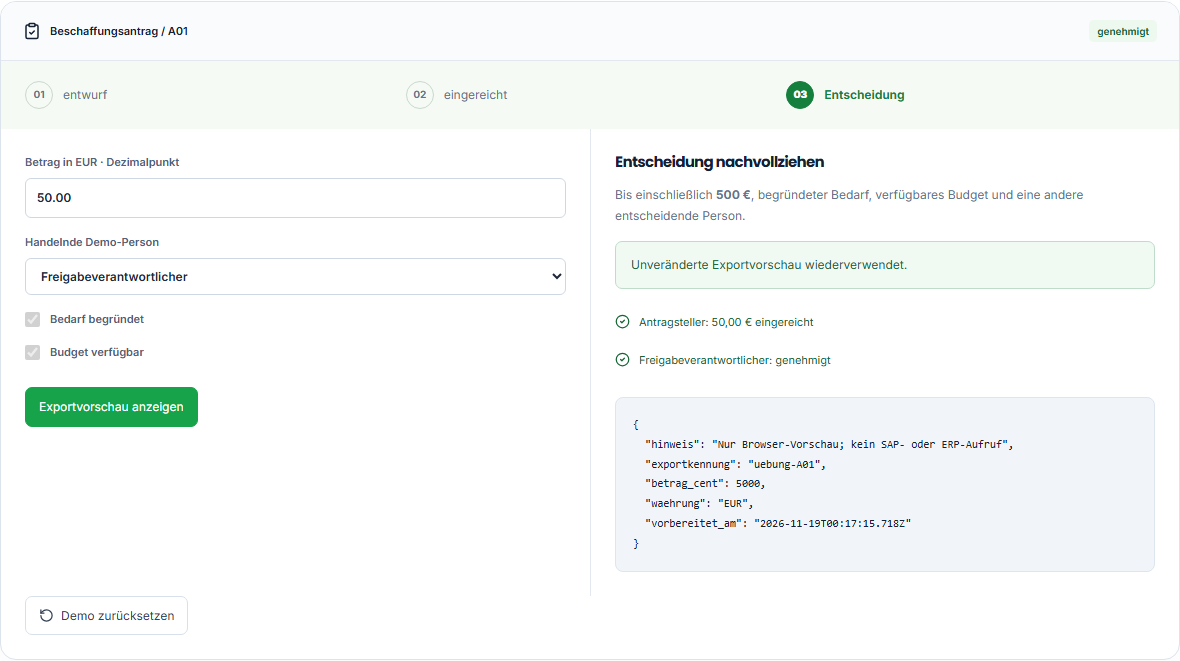 Beschaffungsantrag / A01
genehmigt
01 entwurf
02 eingereicht
03 Entscheidung
Betrag in EUR · Dezimalpunkt
50.00
Handelnde Demo-Person
Freigabeverantwortlicher
Bedarf begründet
Budget verfügbar
Exportvorschau anzeigen
Demo zurücksetzen
Entscheidung nachvollziehen
Bis einschließlich 500 €, begründeter Bedarf, verfügbares Budget und eine andere
entscheidende Person.
Unveränderte Exportvorschau wiederverwendet.
Antragsteller: 50,00 € eingereicht
Freigabeverantwortlicher: genehmigt
{
  "hinweis": "Nur Browser-Vorschau; kein SAP- oder ERP-Aufruf",
  "exportkennung": "uebung-A01",
  "betrag_cent": 5000,
  "waehrung": "EUR",
  "vorbereitet_am": "2026-11-19T00:17:15.718Z"
}